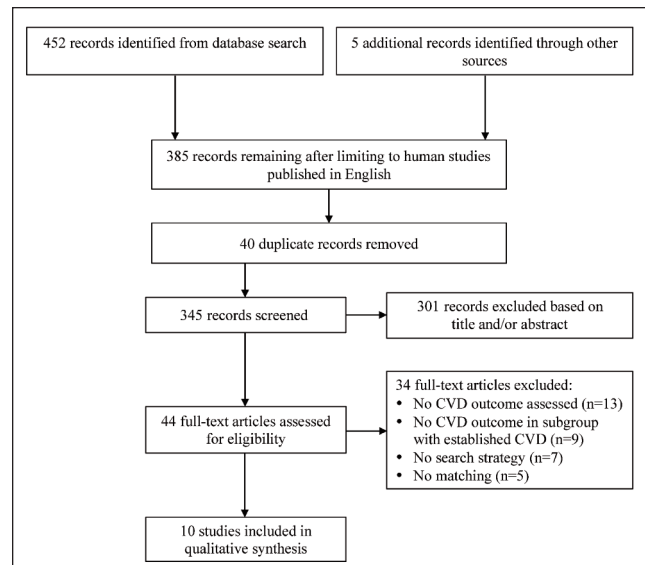 452 records identified from database search
5 additional records identified through other
sources
385 records remaining after limiting to human studies
published in English
40 duplicate records removed
345 records screened
301 records excluded based on
title and/or abstract
44 full-text articles assessed
for eligibility
34 full-text articles excluded:
• No CVD outcome assessed (n=13)
• No CVD outcome in subgroup
with established CVD (n=9)
• No search strategy (n=7)
• No matching (n=5)
10 studies included in
qualitative synthesis